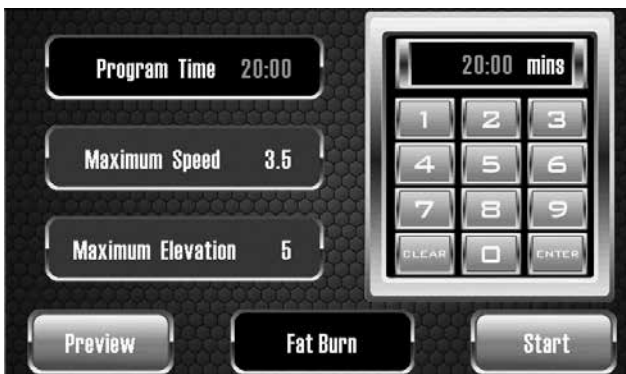 Program Time 20:00
Maximum Speed 3.5
Maximum Elevation 5
20:00 mins
1 2 3
4 5 6
7 8 9
CLEAR 0 ENTER
Preview Fat Burn Start